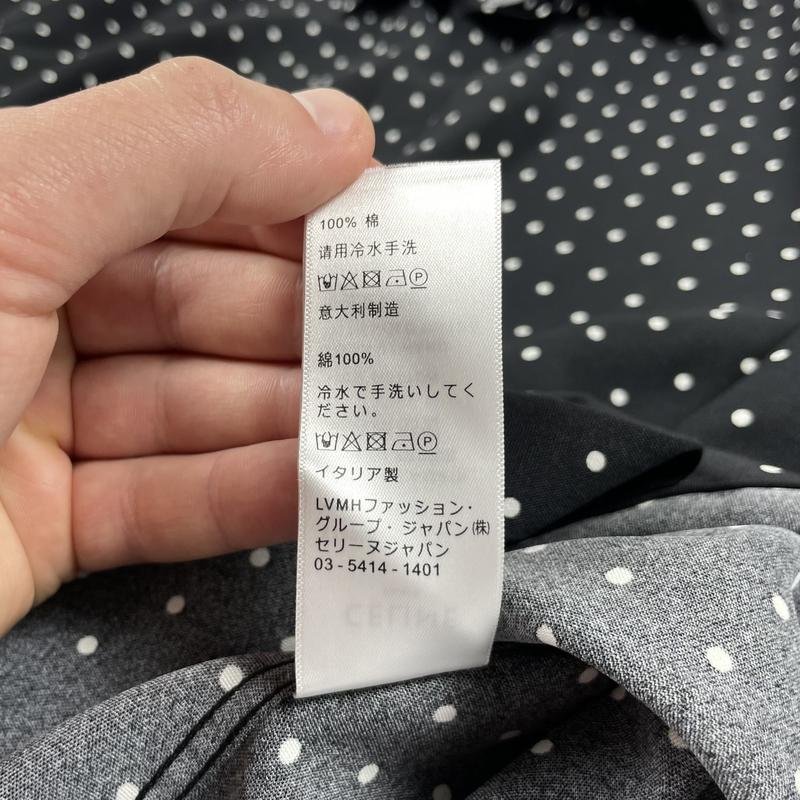 100% 棉
请用冷水手洗
意大利制造
綿100%
冷水で手洗いしてく
ださい。
イタリア製
LVMHファッション・
グループ・ジャパン(株)
セリーヌジャパン
03-5414-1401
CELINE